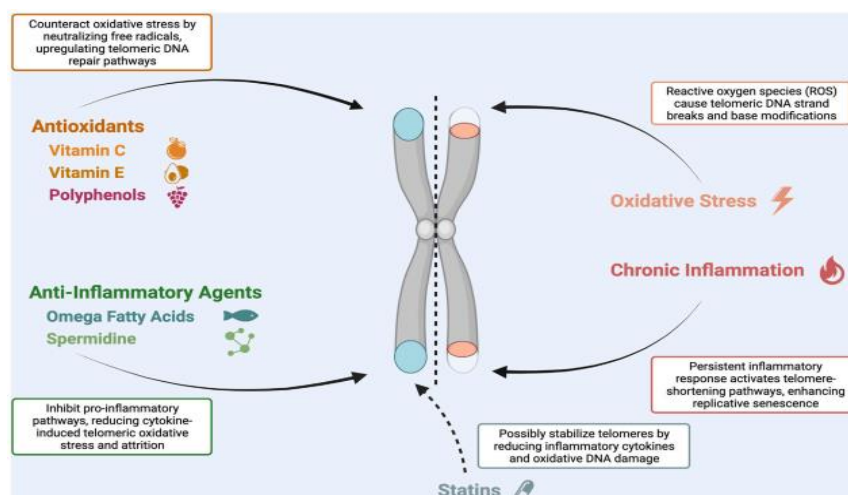 Counteract oxidative stress by
neutralizing free radicals,
upregulating telomeric DNA
repair pathways
Antioxidants
Vitamin C
Vitamin E
Polyphenols
Reactive oxygen species (ROS)
cause telomeric DNA strand
breaks and base modifications
Oxidative Stress
Chronic Inflammation
Anti-Inflammatory Agents
Omega Fatty Acids
Spermidine
Inhibit pro-inflammatory
pathways, reducing cytokine-
induced telomeric oxidative
stress and attrition
Persistent inflammatory
response activates telomere-
shortening pathways, enhancing
replicative senescence
Possibly stabilize telomeres by
reducing inflammatory cytokines
and oxidative DNA damage
Statins